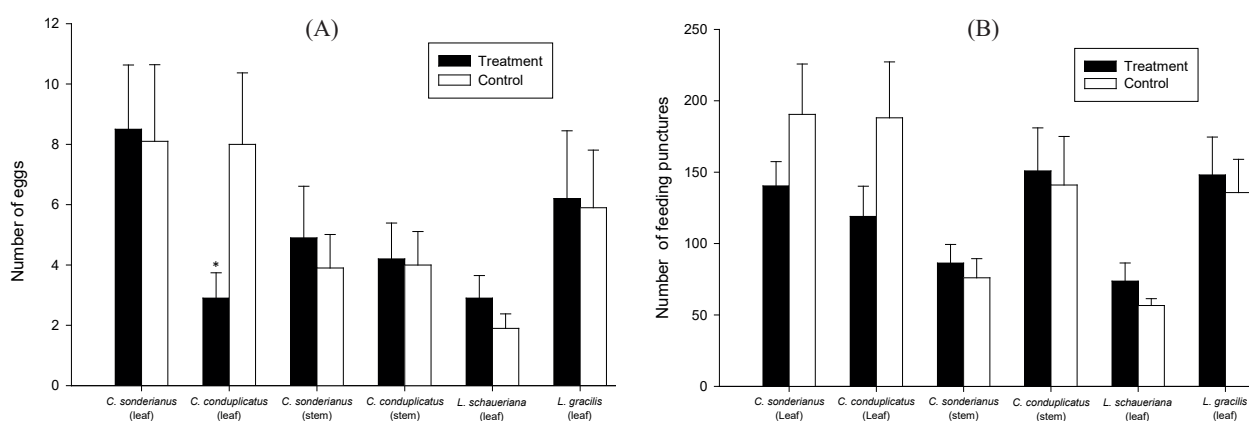 (A)
12
10
8
6
4
2
0
Number of eggs
Treatment
Control
*
C. sonderianus
(leaf)
C. conduplicatus
(leaf)
C. sonderianus
(stem)
C. conduplicatus
(stem)
L. schaueriana
(leaf)
L. gracilis
(leaf)
(B)
250
200
150
100
50
0
Number of feeding punctures
Treatment
Control
C. sonderianus
(Leaf)
C. conduplicatus
(Leaf)
C. sonderianus
(stem)
C. conduplicatus
(stem)
L. schaueriana
(leaf)
L. gracilis
(leaf)